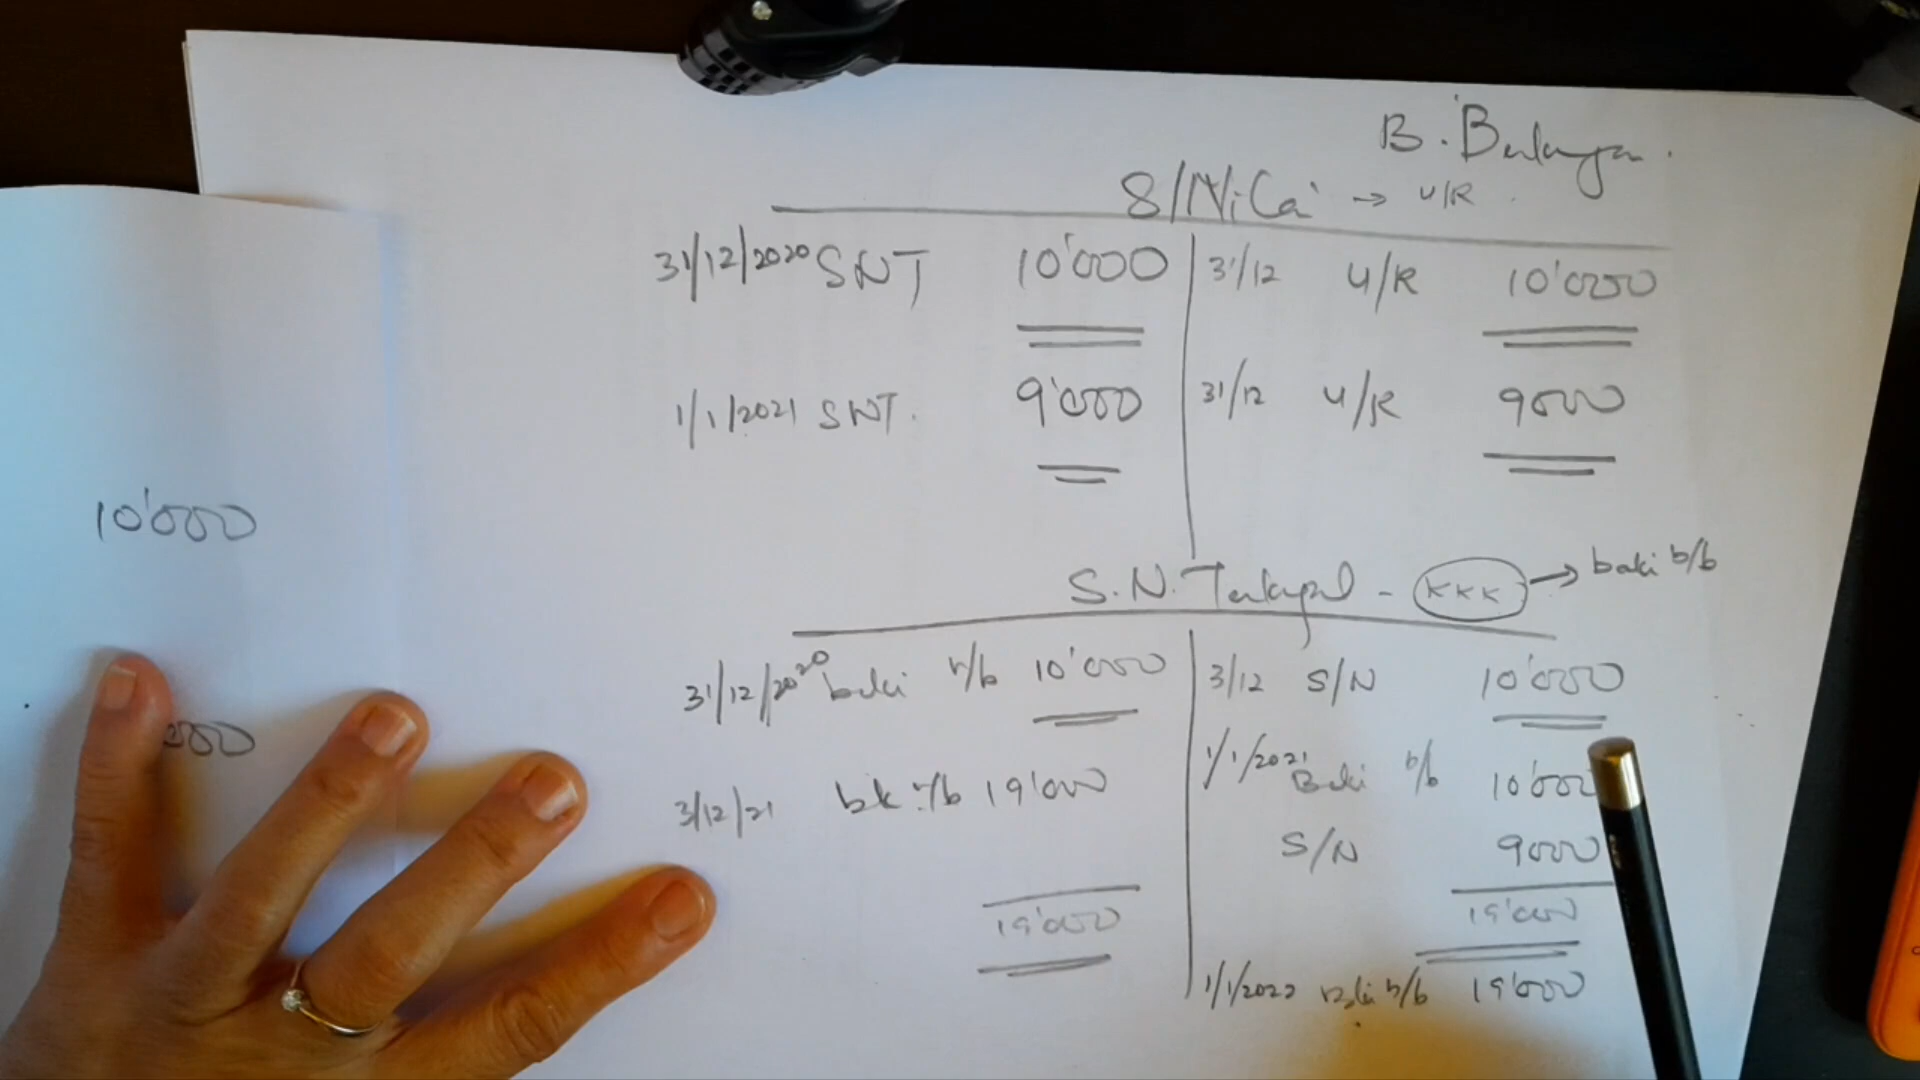 B. Belanja
S/Nilai → U/R
31/12/2020 SNT 10'000 31/12 U/R 10'000
1/1/2021 SNT. 9'000 31/12 U/R 9000
S.N. Terkumpul - KKK → baki b/b
31/12/2020 baki h/b 10'000 31/12 S/N 10'000
1/1/2021 Baki b/b 10'000
31/12/21 bk h/b 19'000
S/N 9000
19'000 19'000
1/1/2022 Baki b/b 19'000
10'000
000